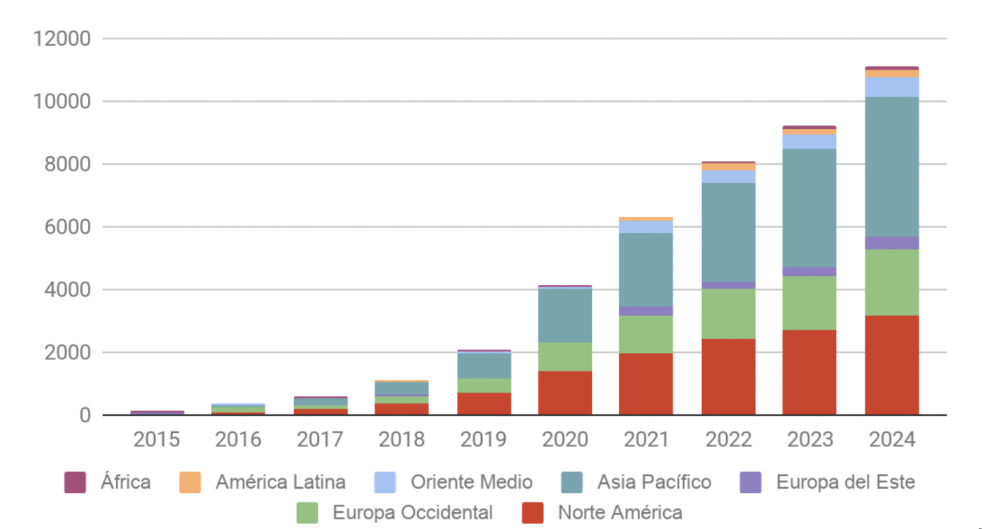 12000
10000
8000
6000
4000
2000
0
2015 2016 2017 2018 2019 2020 2021 2022 2023 2024
África América Latina Oriente Medio Asia Pacífico Europa del Este
Europa Occidental Norte América